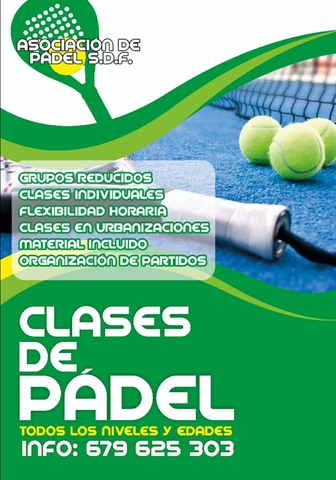 ASOCIACIÓN DE
PADEL S.D.F.
GRUPOS REDUCIDOS
CLASES INDIVIDUALES
FLEXIBILIDAD HORARIA
CLASES EN URBANIZACIONES
MATERIAL INCLUIDO
ORGANIZACIÓN DE PARTIDOS
CLASES
DE
PÁDEL
TODOS LOS NIVELES Y EDADES
INFO: 679 625 303